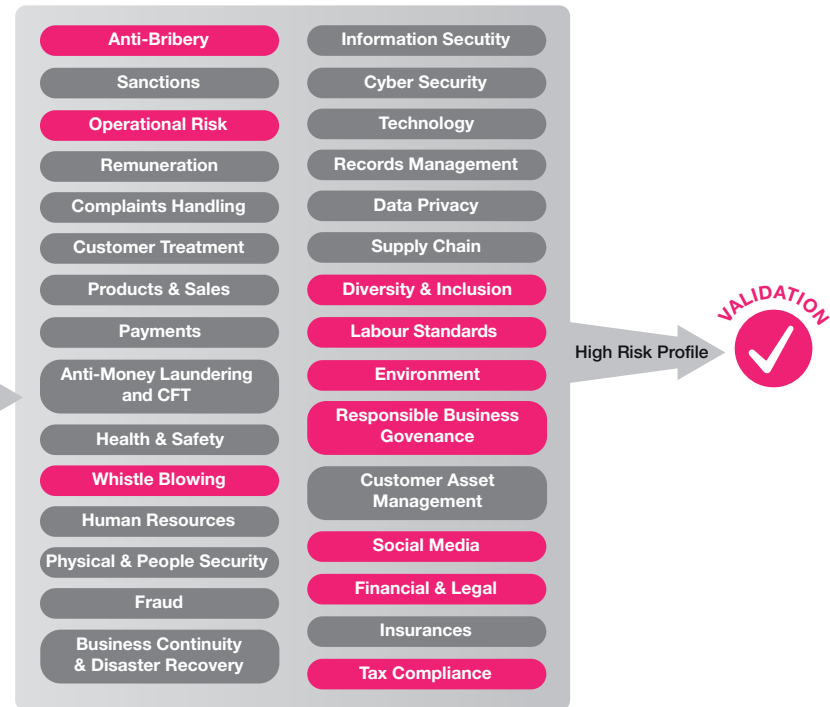 Anti-Bribery
Sanctions
Operational Risk
Remuneration
Complaints Handling
Customer Treatment
Products & Sales
Payments
Anti-Money Laundering
and CFT
Health & Safety
Whistle Blowing
Human Resources
Physical & People Security
Fraud
Business Continuity
& Disaster Recovery
Information Secutity
Cyber Security
Technology
Records Management
Data Privacy
Supply Chain
Diversity & Inclusion
Labour Standards
Environment
Responsible Business
Govenance
Customer Asset
Management
Social Media
Financial & Legal
Insurances
Tax Compliance
High Risk Profile
VALIDATION